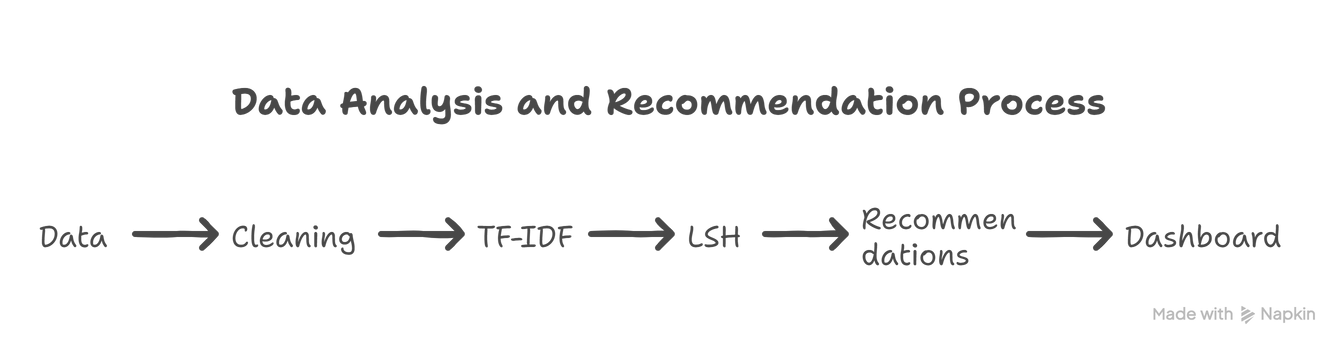 Data Analysis and Recommendation Process
Data
Cleaning
TF-IDF
LSH
Recommen
dations
Dashboard
Made with Napkin